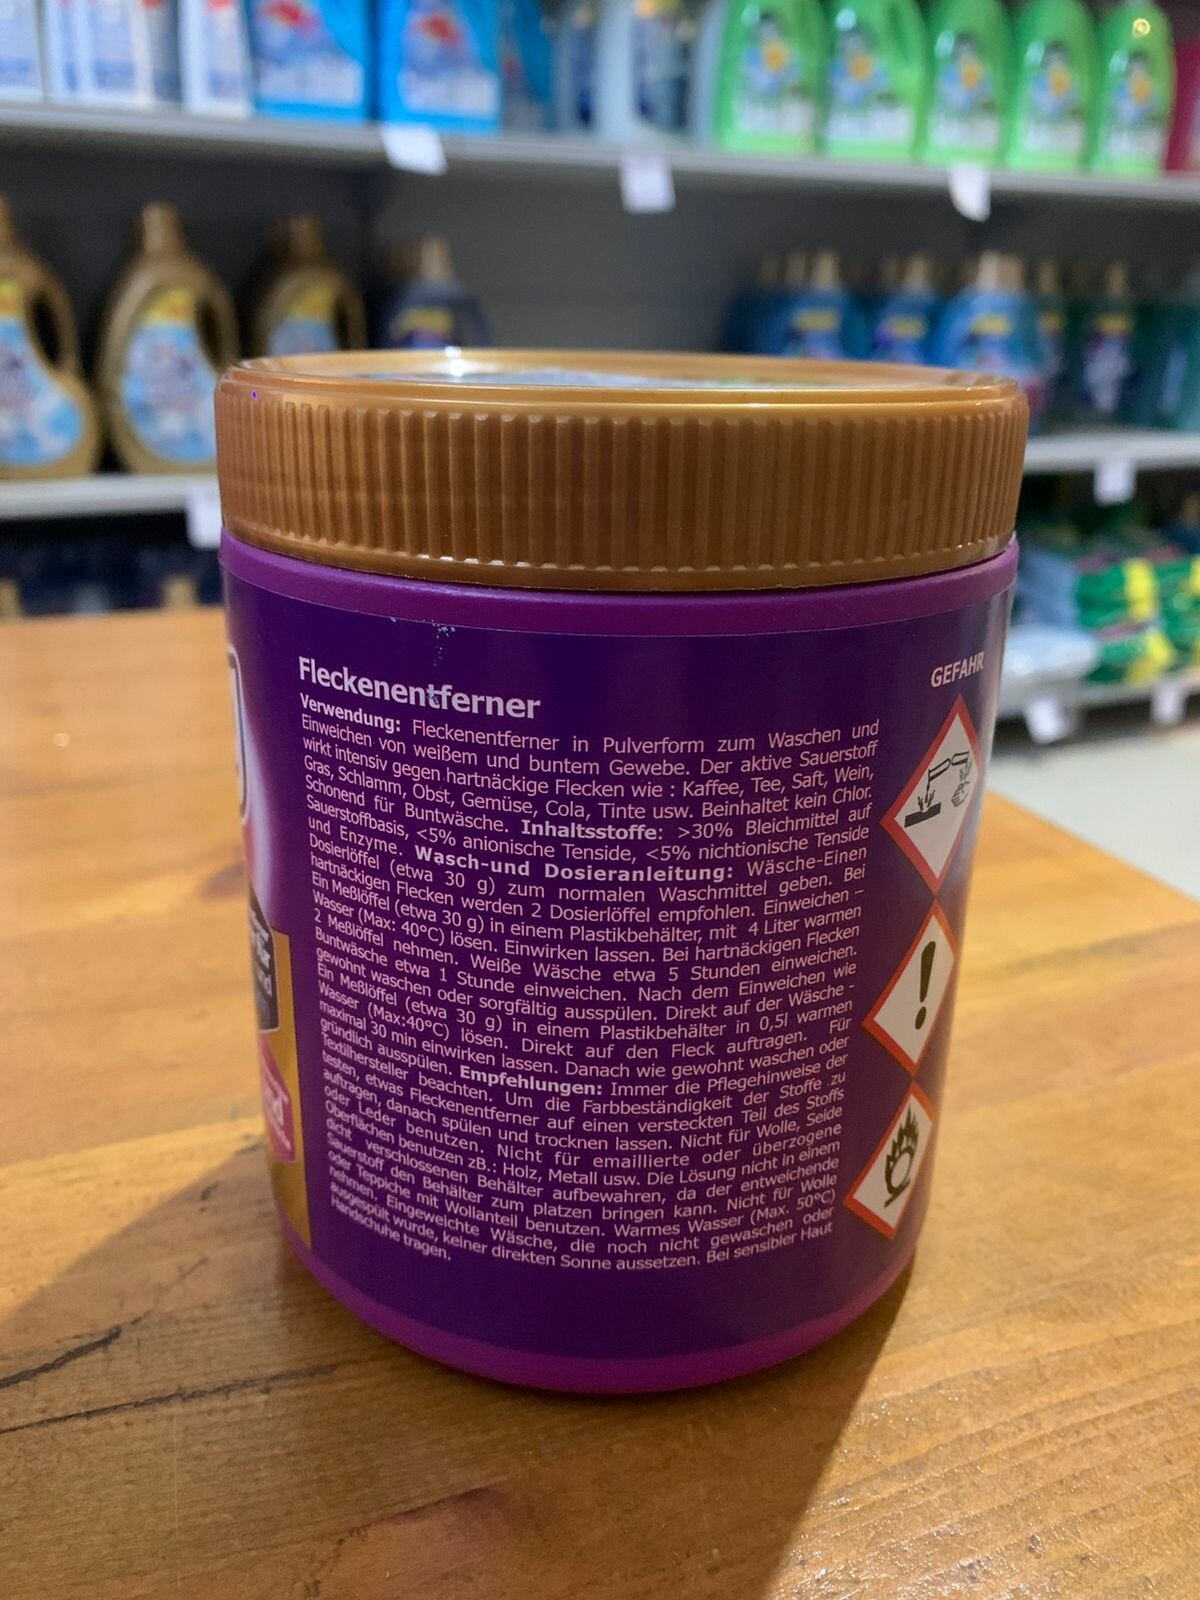 Fleckenentferner
GEFAHR
Verwendung: Fleckenentferner in Pulverform zum Waschen und
Einweichen von weißem und buntem Gewebe. Der aktive Sauerstoff
wirkt intensiv gegen hartnäckige Flecken wie : Kaffee, Tee, Saft, Wein,
Gras, Schlamm, Obst, Gemüse, Cola, Tinte usw. Beinhaltet kein Chlor.
Schonend für Buntwäsche. Inhaltsstoffe: >30% Bleichmittel auf
Sauerstoffbasis, <5% anionische Tenside, <5% nichtionische Tenside
und Enzyme. Wasch-und Dosieranleitung: Wäsche-Einen
Dosierlöffel (etwa 30 g) zum normalen Waschmittel geben. Bei
hartnäckigen Flecken werden 2 Dosierlöffel empfohlen. Einweichen –
Ein Meßlöffel (etwa 30 g) in einem Plastikbehälter, mit 4 Liter warmen
Wasser (Max: 40°C) lösen. Einwirken lassen. Bei hartnäckigen Flecken
2 Meßlöffel nehmen. Weiße Wäsche etwa 5 Stunden einweichen.
Buntwäsche etwa 1 Stunde einweichen. Nach dem Einweichen wie
gewohnt waschen oder sorgfältig ausspülen. Direkt auf der Wäsche -
Ein Meßlöffel (etwa 30 g) in einem Plastikbehälter in 0,5l warmen
Wasser (Max:40°C) lösen. Direkt auf den Fleck auftragen. Für
maximal 30 min einwirken lassen. Danach wie gewohnt waschen oder
gründlich ausspülen. Empfehlungen: Immer die Pflegehinweise der
Textilhersteller beachten. Um die Farbbeständigkeit der Stoffe zu
testen, etwas Fleckenentferner auf einen versteckten Teil des Stoffs
auftragen, danach spülen und trocknen lassen. Nicht für Wolle, Seide
oder Leder benutzen. Nicht für emaillierte oder überzogene
Oberflächen benutzen zB.: Holz, Metall usw. Die Lösung nicht in einem
dicht verschlossenen Behälter aufbewahren, da der entweichende
Sauerstoff den Behälter zum platzen bringen kann. Nicht für Wolle
oder Teppiche mit Wollanteil benutzen. Warmes Wasser (Max. 50°C)
nehmen. Eingeweichte Wäsche, die noch nicht gewaschen oder
ausgespült wurde, keiner direkten Sonne aussetzen. Bei sensibler Haut
Handschuhe tragen.